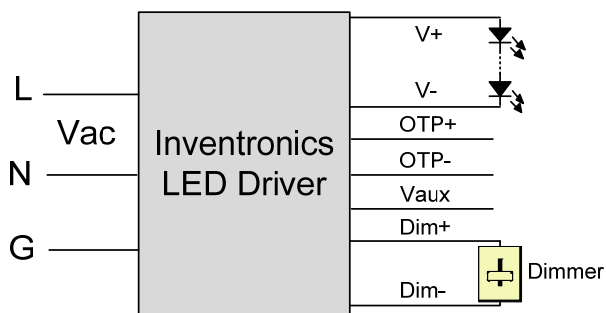 L
Vac
N
G
Inventronics
LED Driver
V+
V-
OTP+
OTP-
Vaux
Dim+
Dim-
Dimmer